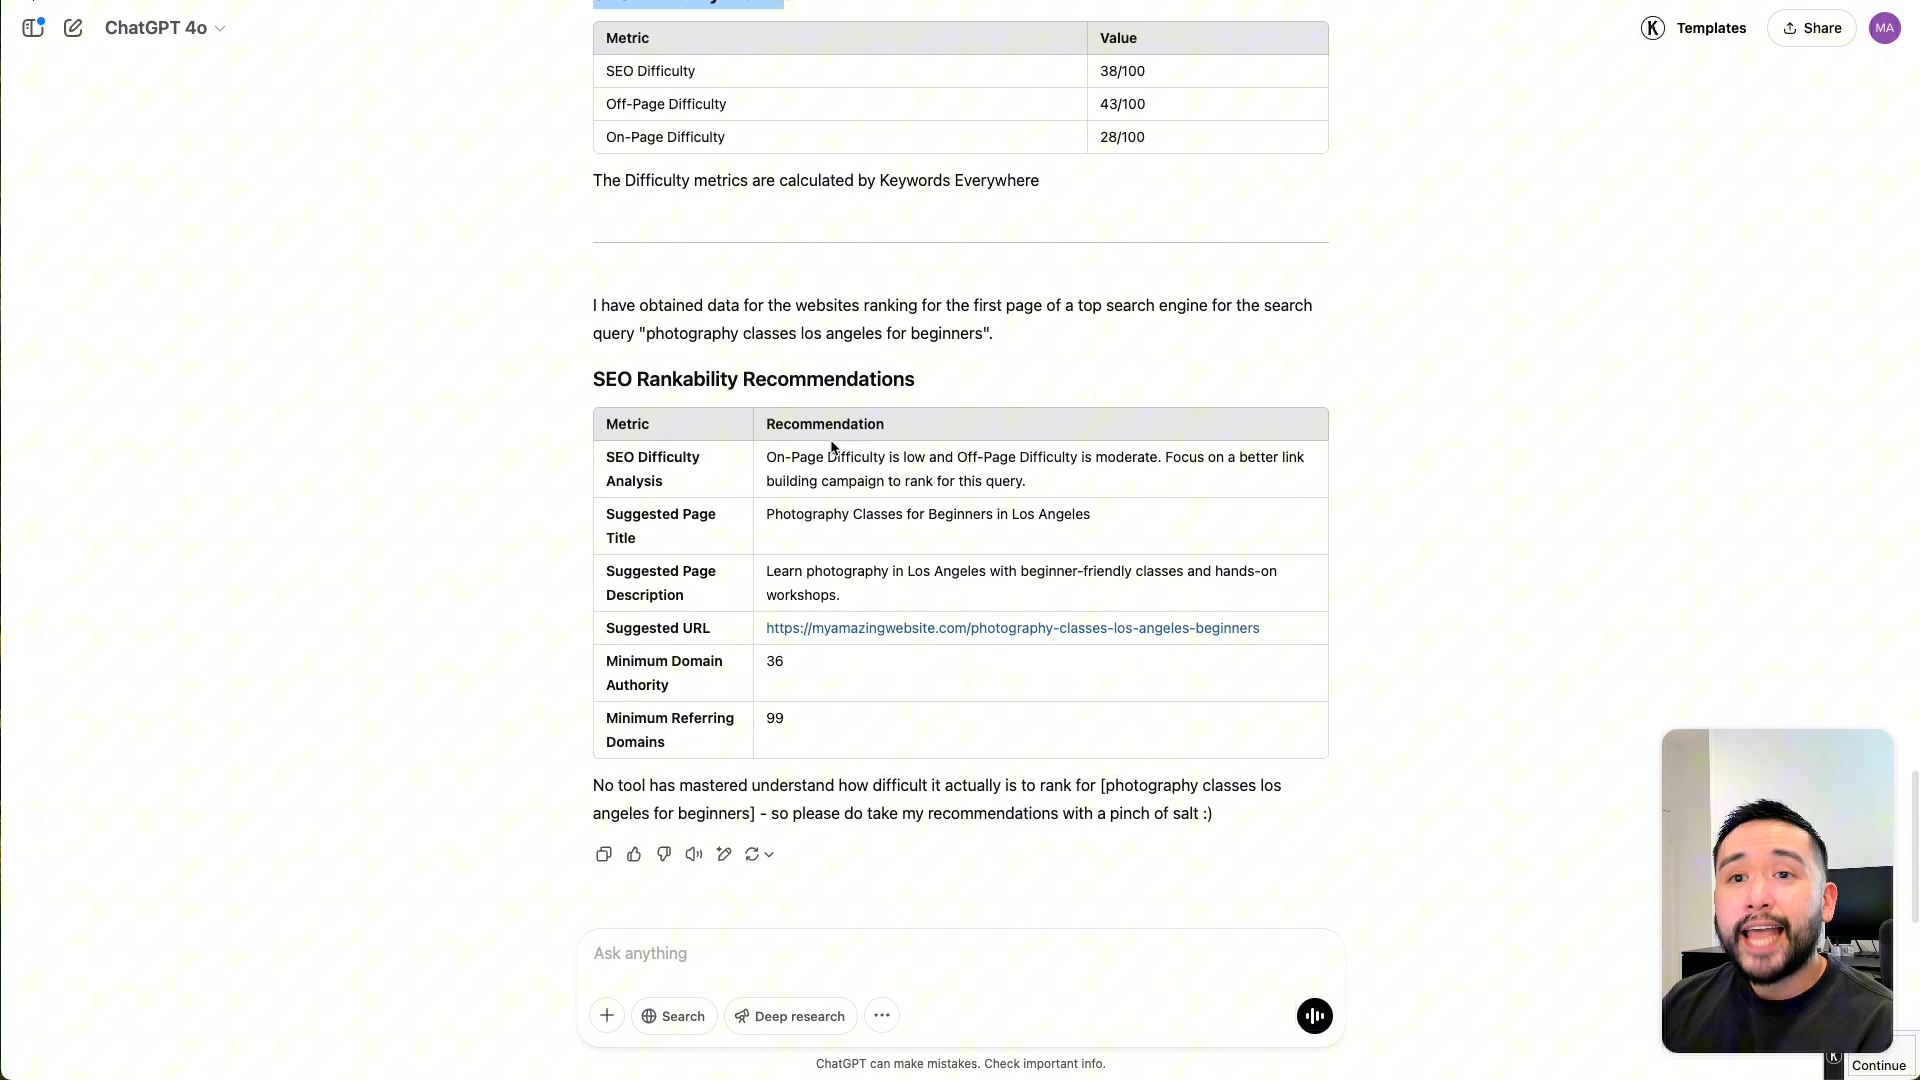 ChatGPT 4o
K Templates
Share
MA
Metric Value
SEO Difficulty 38/100
Off-Page Difficulty 43/100
On-Page Difficulty 28/100
The Difficulty metrics are calculated by Keywords Everywhere
I have obtained data for the websites ranking for the first page of a top search engine for the search
query "photography classes los angeles for beginners".
SEO Rankability Recommendations
Metric Recommendation
SEO Difficulty
Analysis
On-Page Difficulty is low and Off-Page Difficulty is moderate. Focus on a better link
building campaign to rank for this query.
Suggested Page
Title
Photography Classes for Beginners in Los Angeles
Suggested Page
Description
Learn photography in Los Angeles with beginner-friendly classes and hands-on
workshops.
Suggested URL https://myamazingwebsite.com/photography-classes-los-angeles-beginners
Minimum Domain
Authority
36
Minimum Referring
Domains
99
No tool has mastered understand how difficult it actually is to rank for [photography classes los
angeles for beginners] - so please do take my recommendations with a pinch of salt :)
Ask anything
Search
Deep research
ChatGPT can make mistakes. Check important info.
K Continue